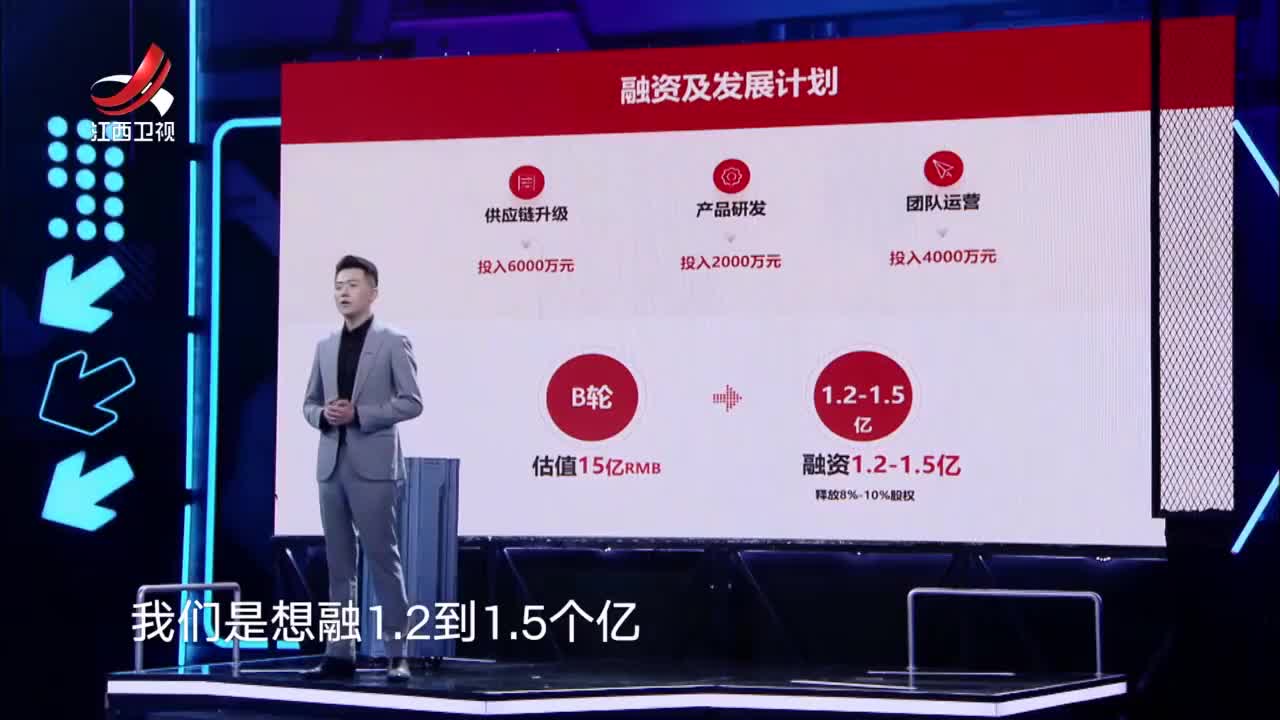 江西卫视
融资及发展计划
供应链升级
产品研发
团队运营
投入6000万元
投入2000万元
投入4000万元
B轮
1.2-1.5
亿
估值15亿RMB
融资1.2-1.5亿
释放8%-10%股权
我们是想融1.2到1.5个亿